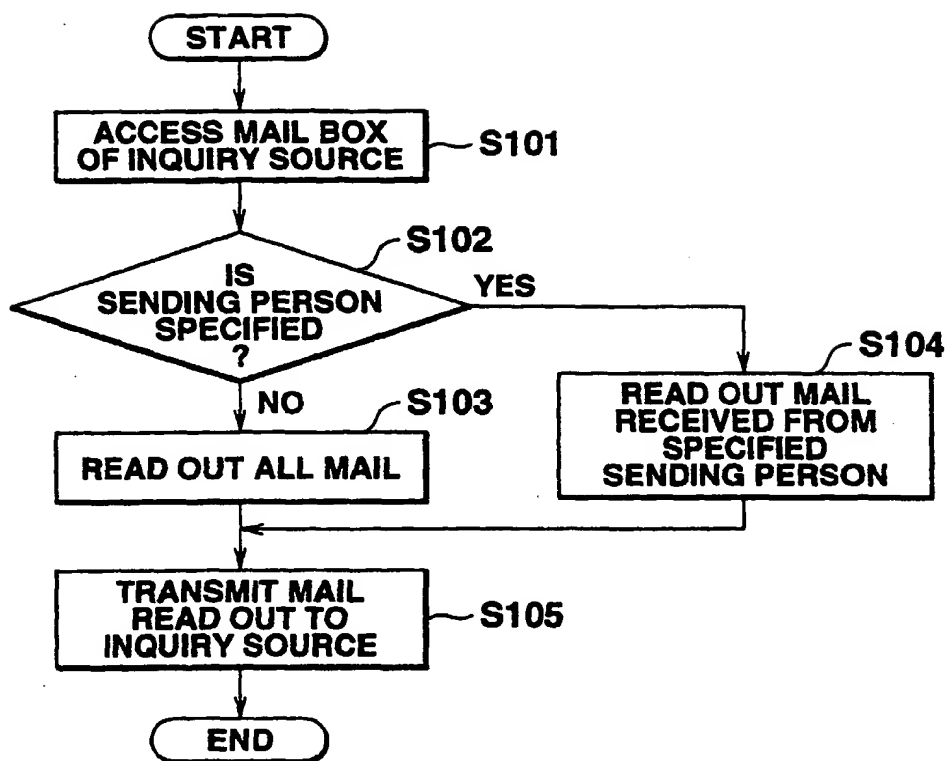 START
ACCESS MAIL BOX
OF INQUIRY SOURCE
S101
S102
IS
SENDING PERSON
SPECIFIED
?
YES
NO
S103
READ OUT ALL MAIL
S104
READ OUT MAIL
RECEIVED FROM
SPECIFIED
SENDING PERSON
TRANSMIT MAIL
READ OUT TO
INQUIRY SOURCE
S105
END